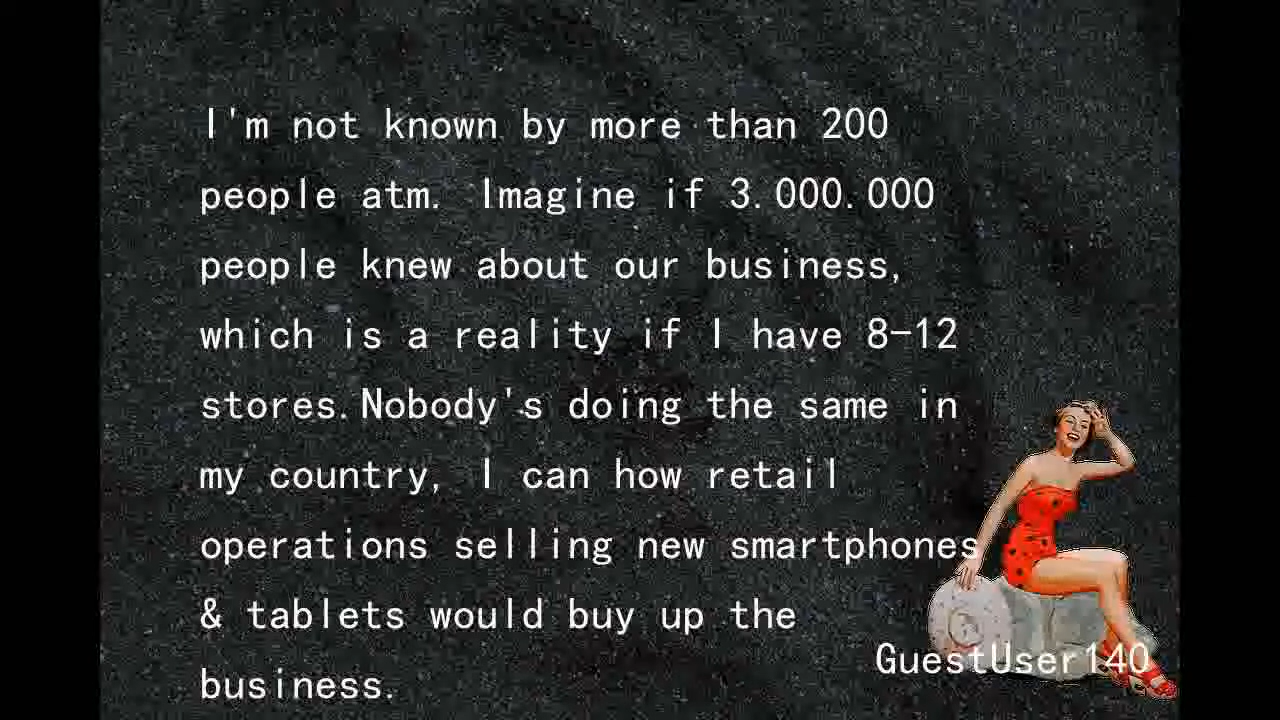 I'm not known by more than 200
people atm. Imagine if 3.000.000
people knew about our business,
which is a reality if I have 8-12
stores.Nobody's doing the same in
my country, I can how retail
operations selling new smartphones
& tablets would buy up the
business.
GuestUser140